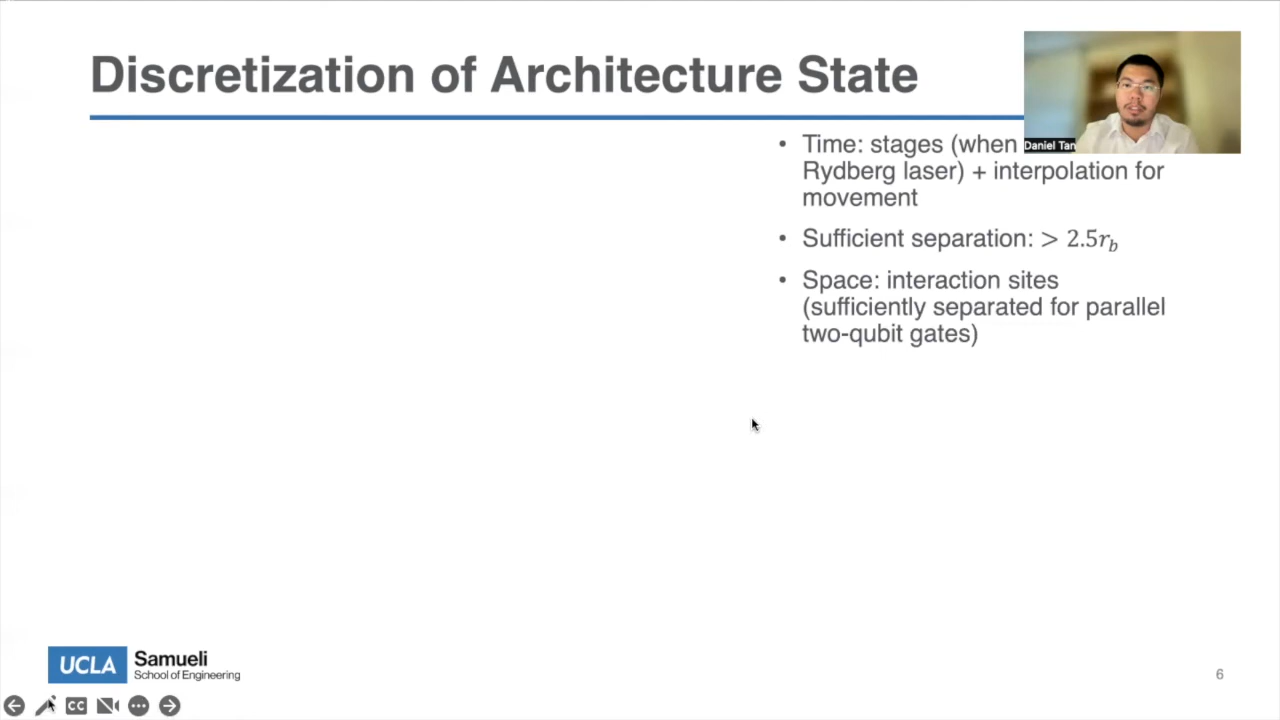 Discretization of Architecture State
Daniel Tan
• Time: stages (when
Rydberg laser) + interpolation for
movement
• Sufficient separation: > 2.5r_b
• Space: interaction sites
(sufficiently separated for parallel
two-qubit gates)
UCLA Samueli
School of Engineering
6
CC